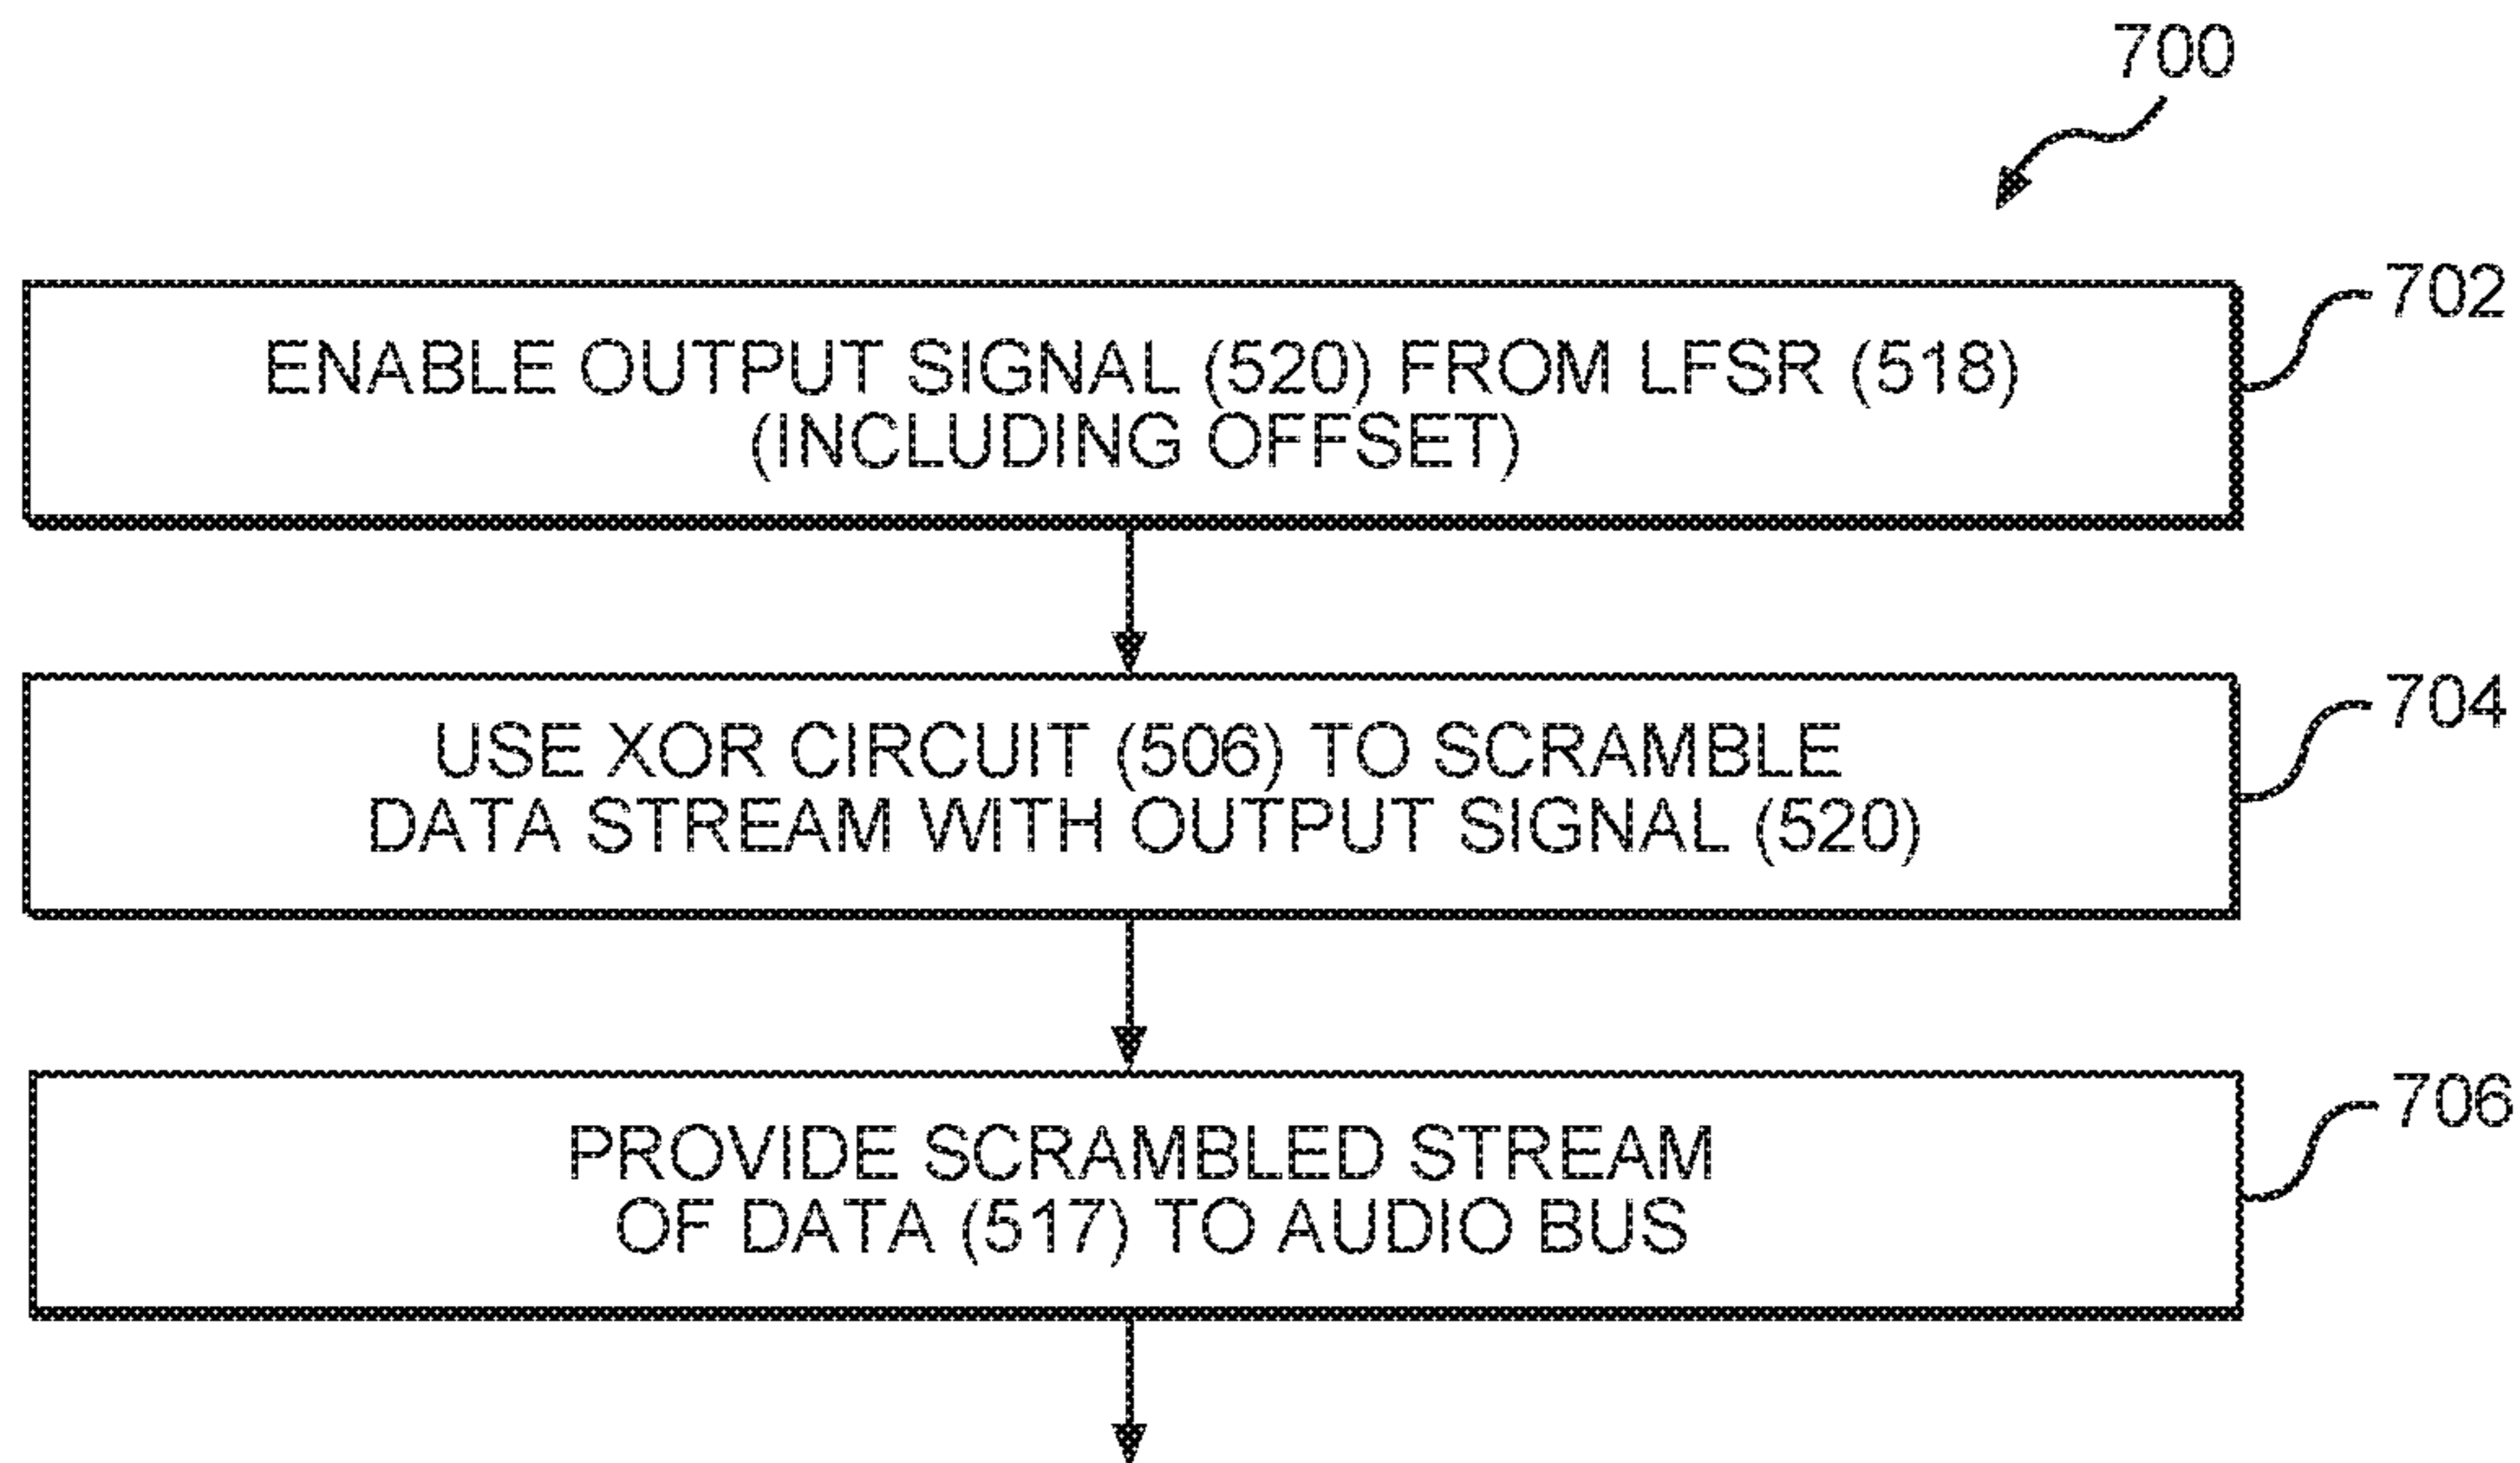 700
702
ENABLE OUTPUT SIGNAL (520) FROM LFSR (518)
(INCLUDING OFFSET)
704
USE XOR CIRCUIT (506) TO SCRAMBLE
DATA STREAM WITH OUTPUT SIGNAL (520)
706
PROVIDE SCRAMBLED STREAM
OF DATA (517) TO AUDIO BUS